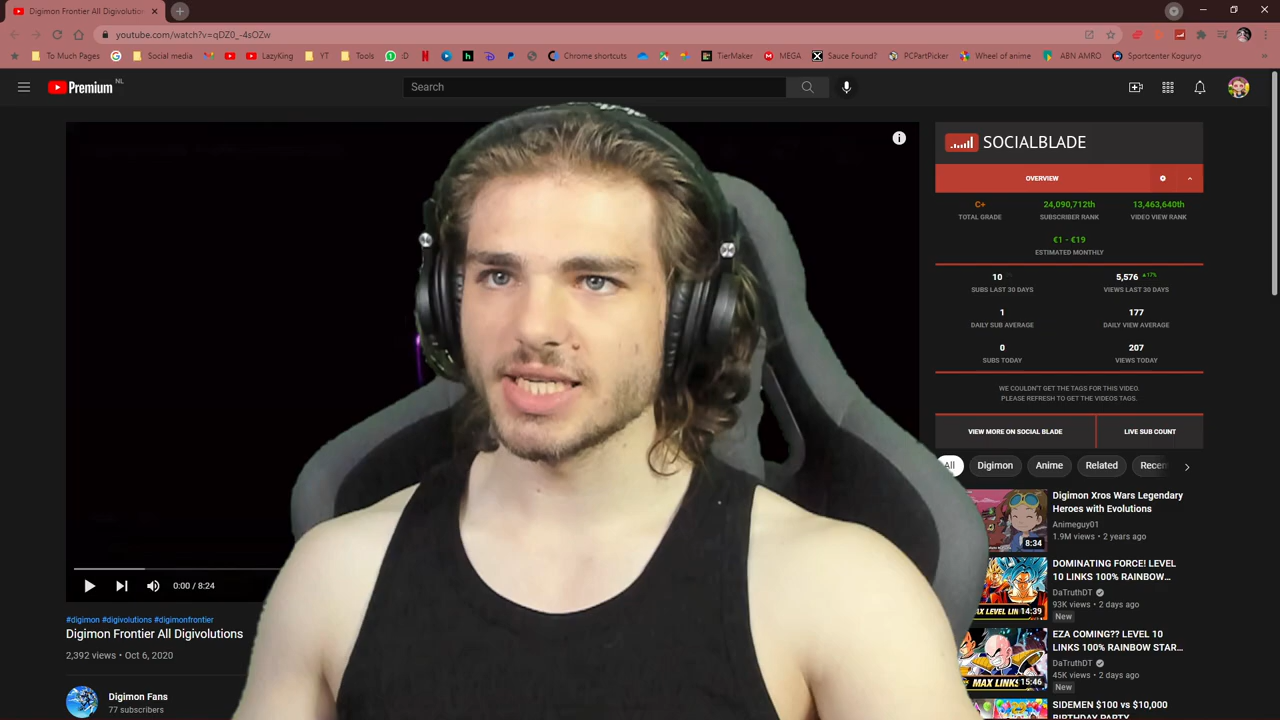 Digimon Frontier All Digivolution
youtube.com/watch?v=qDZ0_-4sOZw
To Much Pages
Social media
LazyKing
YT
Tools
:D
Chrome shortcuts
TierMaker
MEGA
Sauce Found?
PCPartPicker
Wheel of anime
ABN AMRO
Sportcenter Koguryo
Premium NL
Search
SOCIALBLADE
OVERVIEW
C+
TOTAL GRADE
24,090,712th
SUBSCRIBER RANK
13,463,640th
VIDEO VIEW RANK
€1 - €19
ESTIMATED MONTHLY
10
SUBS LAST 30 DAYS
5,576 17%
VIEWS LAST 30 DAYS
1
DAILY SUB AVERAGE
177
DAILY VIEW AVERAGE
0
SUBS TODAY
207
VIEWS TODAY
WE COULDN'T GET THE TAGS FOR THIS VIDEO.
PLEASE REFRESH TO GET THE VIDEOS TAGS.
VIEW MORE ON SOCIAL BLADE
LIVE SUB COUNT
All
Digimon
Anime
Related
Recen
8:34
Digimon Xros Wars Legendary
Heroes with Evolutions
Animeguy01
1.9M views • 2 years ago
MAX LEVEL LIN
14:39
DOMINATING FORCE! LEVEL
10 LINKS 100% RAINBOW...
DaTruthDT
93K views • 2 days ago
New
MAX LINKS
15:46
EZA COMING?? LEVEL 10
LINKS 100% RAINBOW STAR...
DaTruthDT
45K views • 2 days ago
New
SIDEMEN $100 vs $10,000
BIRTHDAY PARTY
0:00 / 8:24
#digimon #digivolutions #digimonfrontier
Digimon Frontier All Digivolutions
2,392 views • Oct 6, 2020
Digimon Fans
77 subscribers